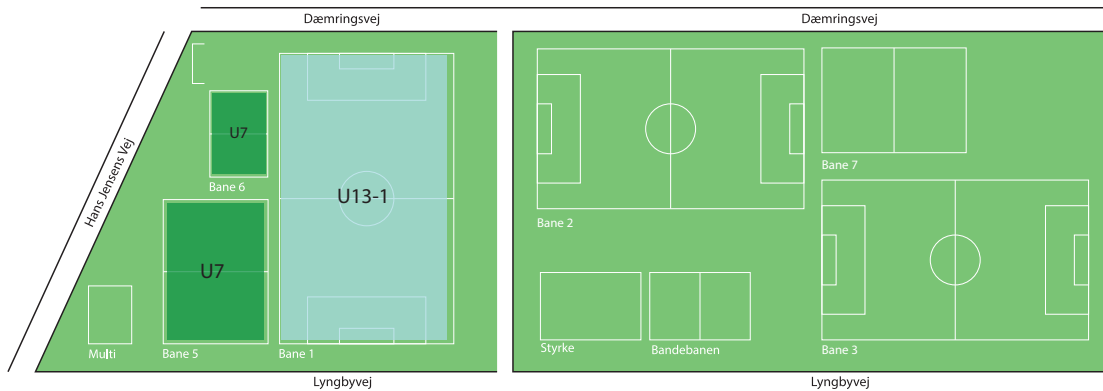 Dæmringsvej
Dæmringsvej
Hans Jensens Vej
U7
Bane 6
U13-1
U7
Multi
Bane 5
Bane 1
Lyngbyvej
Bane 7
Bane 2
Styrke
Bandebanen
Bane 3
Lyngbyvej